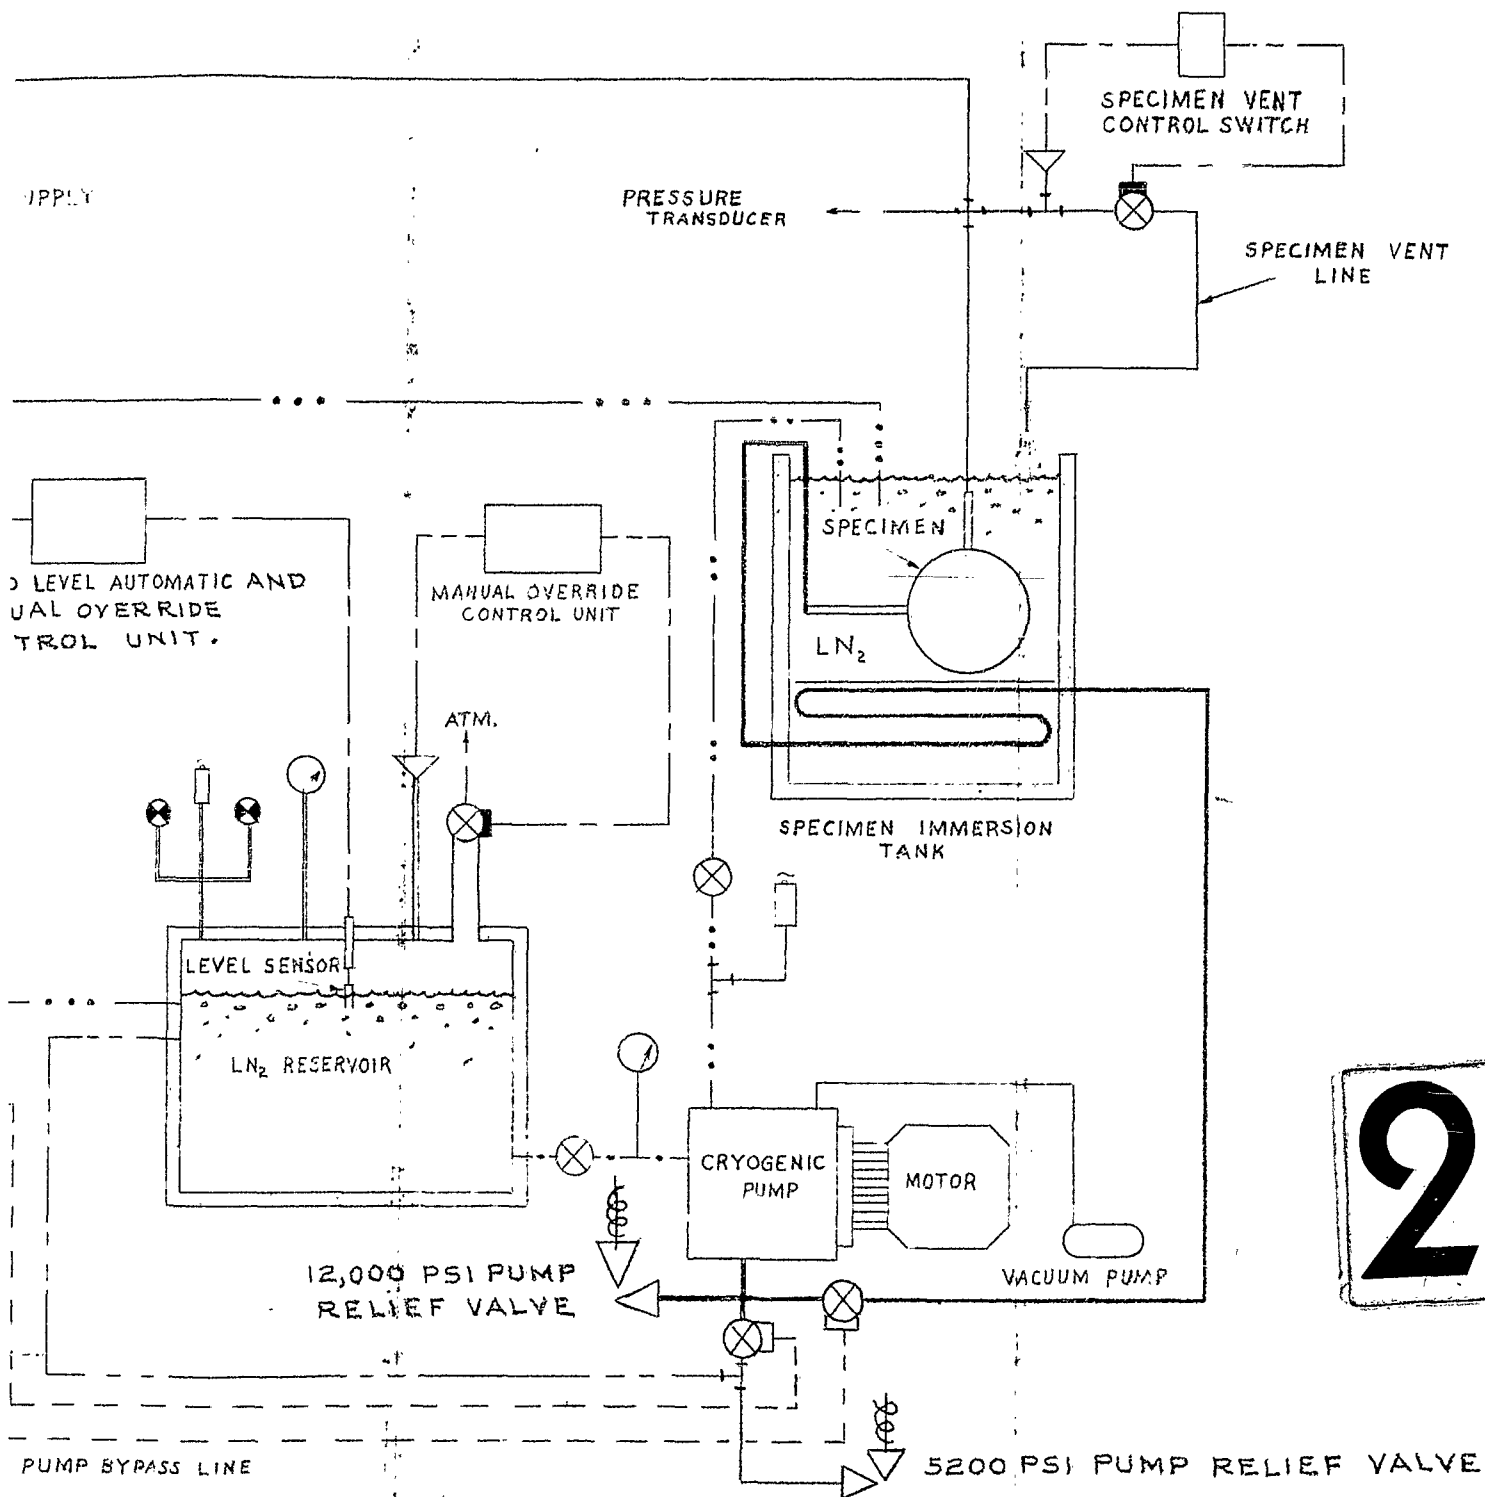 SPECIMEN VENT
CONTROL SWITCH
PRESSURE
TRANSDUCER
SPECIMEN VENT
LINE
SPECIMEN
LEVEL AUTOMATIC AND
OVERRIDE
UNIT.
MANUAL OVERRIDE
CONTROL UNIT
LN₂
ATM.
SPECIMEN IMMERSION
TANK
LEVEL SENSOR
LN₂ RESERVOIR
CRYOGENIC
PUMP
MOTOR
2
12,000 PSI PUMP
RELIEF VALVE
VACUUM PUMP
PUMP BYPASS LINE
5200 PSI PUMP RELIEF VALVE